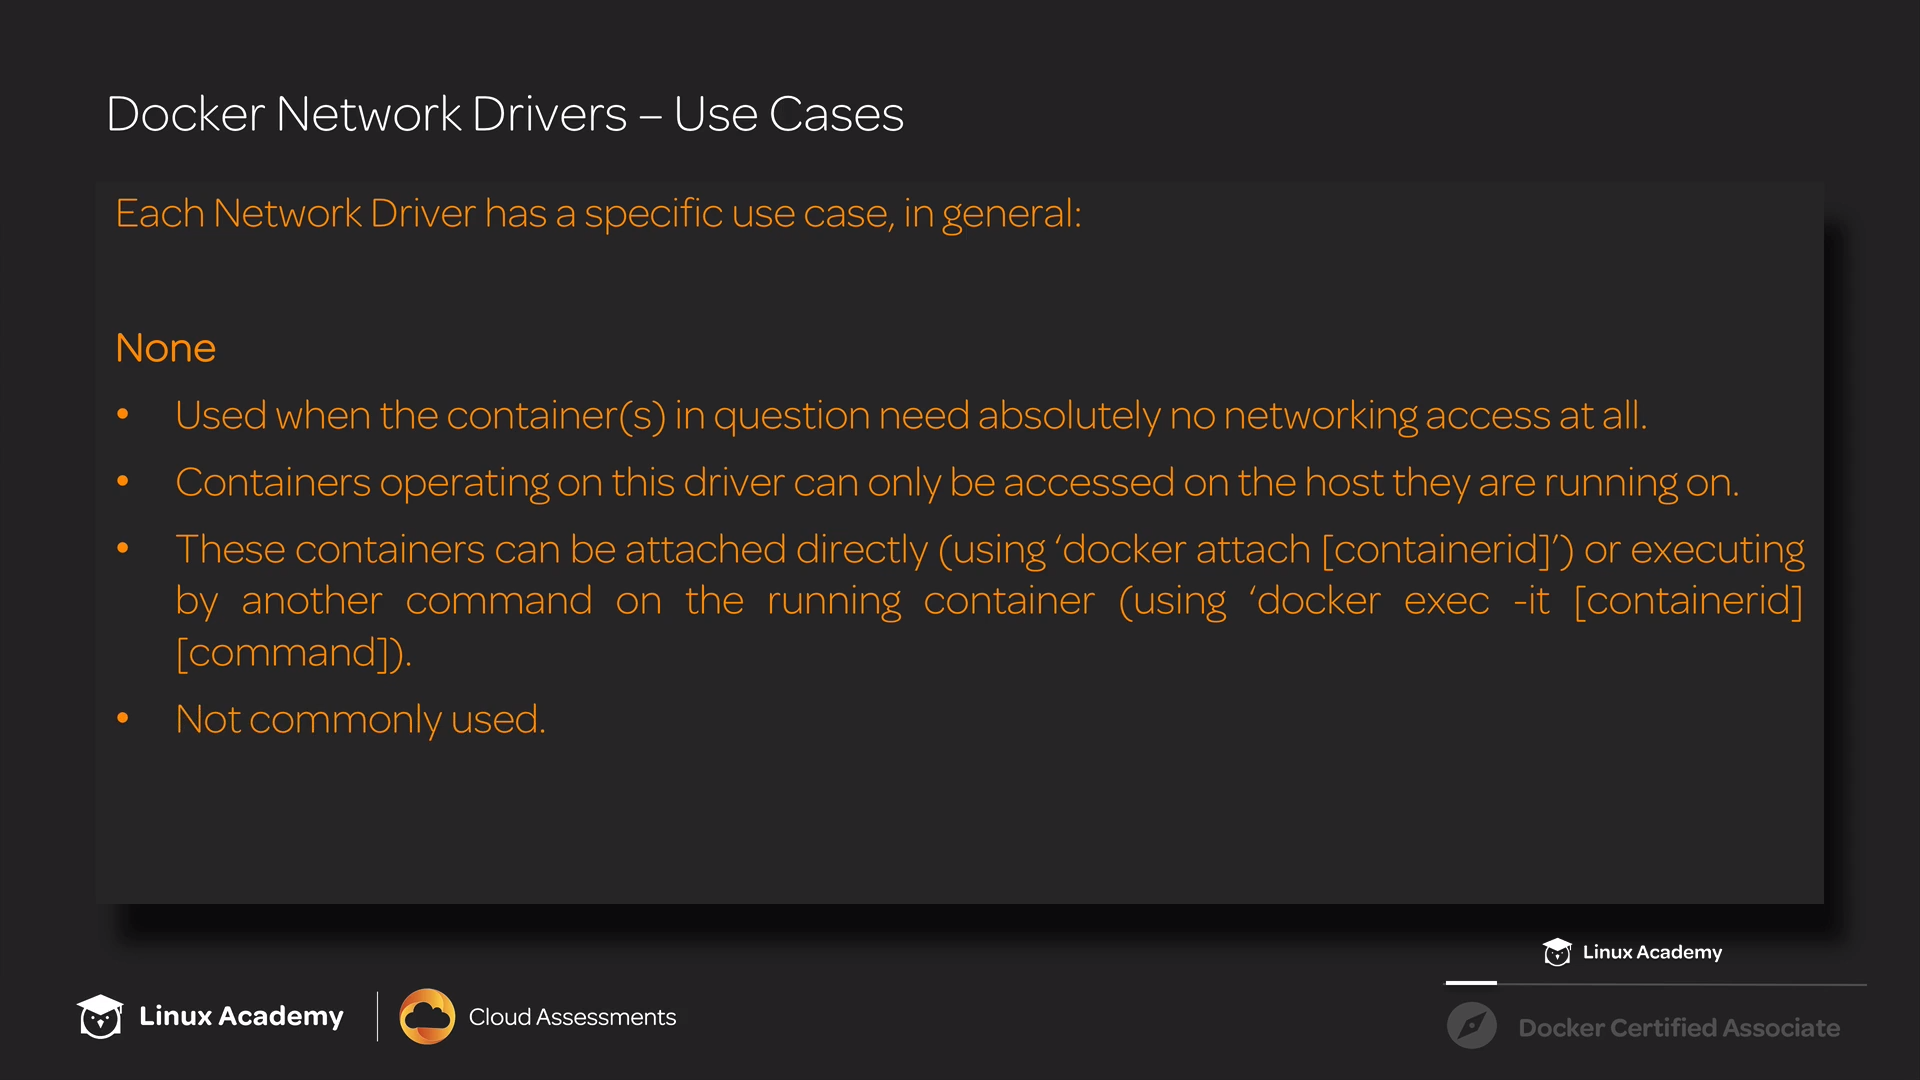 Docker Network Drivers – Use Cases
Each Network Driver has a specific use case, in general:
None
• Used when the container(s) in question need absolutely no networking access at all.
• Containers operating on this driver can only be accessed on the host they are running on.
• These containers can be attached directly (using ‘docker attach [containerid]’) or executing
by another command on the running container (using ‘docker exec -it [containerid]
[command]).
• Not commonly used.
Linux Academy
Linux Academy
Cloud Assessments
Docker Certified Associate